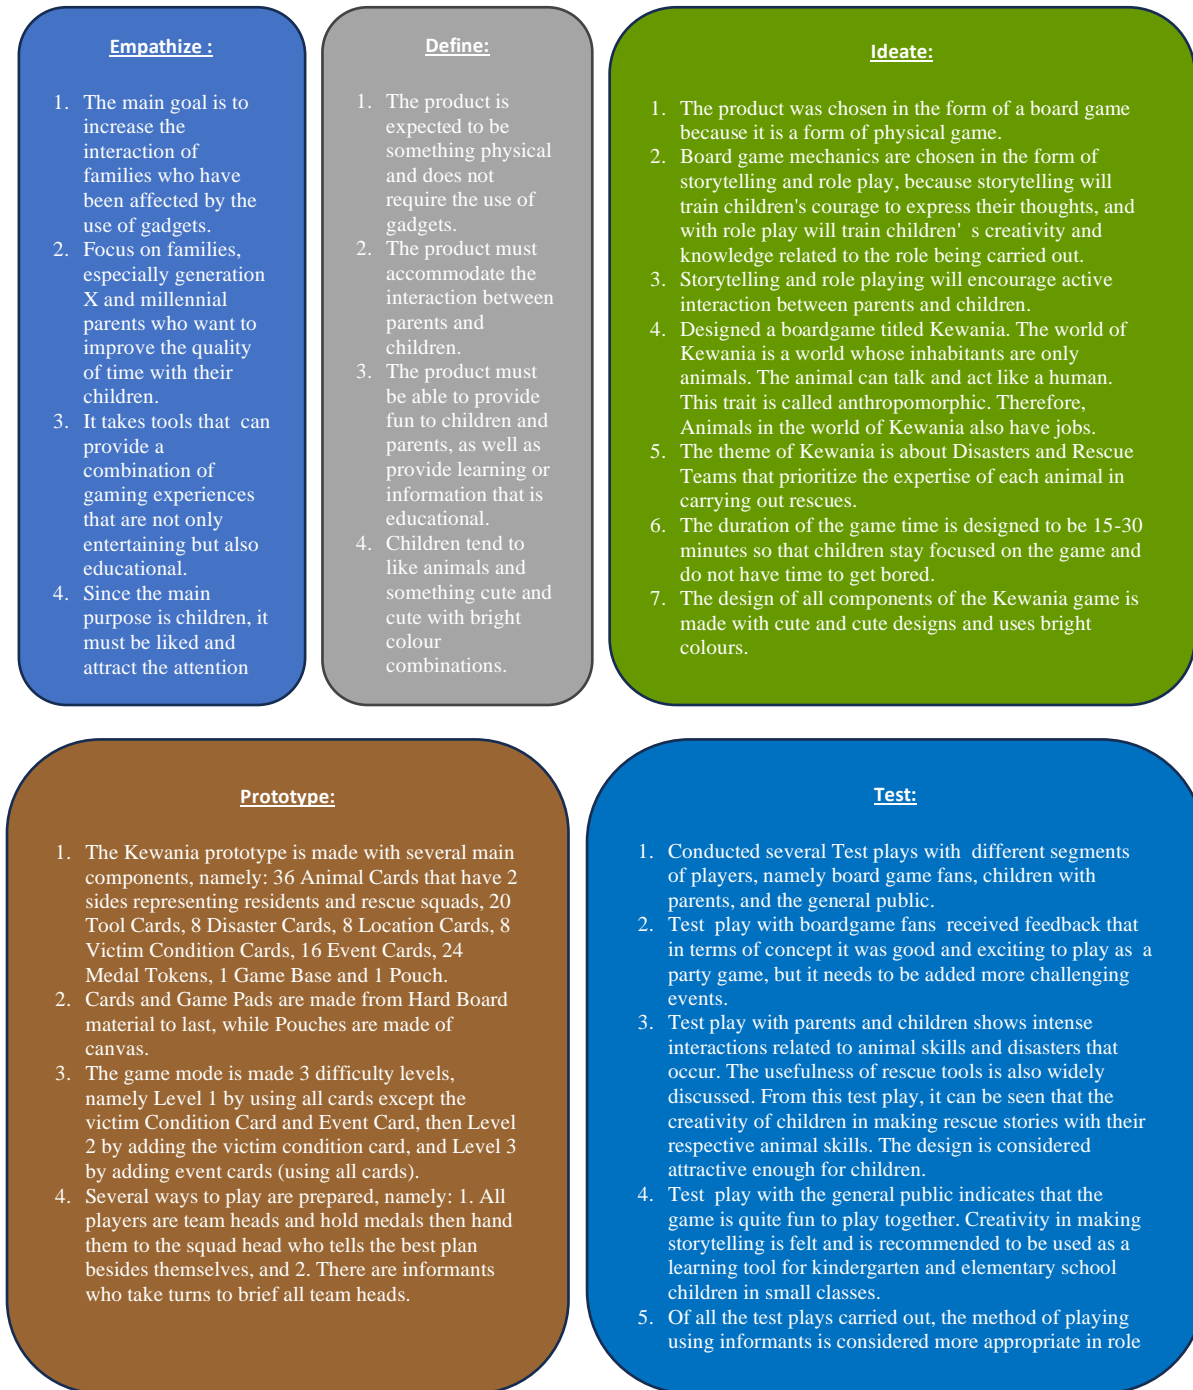 Empathize :
1. The main goal is to
increase the
interaction of
families who have
been affected by the
use of gadgets.
2. Focus on families,
especially generation
X and millennial
parents who want to
improve the quality
of time with their
children.
3. It takes tools that can
provide a
combination of
gaming experiences
that are not only
entertaining but also
educational.
4. Since the main
purpose is children, it
must be liked and
attract the attention
Define:
1. The product is
expected to be
something physical
and does not
require the use of
gadgets.
2. The product must
accommodate the
interaction between
parents and
children.
3. The product must
be able to provide
fun to children and
parents, as well as
provide learning or
information that is
educational.
4. Children tend to
like animals and
something cute and
cute with bright
colour
combinations.
Ideate:
1. The product was chosen in the form of a board game
because it is a form of physical game.
2. Board game mechanics are chosen in the form of
storytelling and role play, because storytelling will
train children's courage to express their thoughts, and
with role play will train children' s creativity and
knowledge related to the role being carried out.
3. Storytelling and role playing will encourage active
interaction between parents and children.
4. Designed a boardgame titled Kewania. The world of
Kewania is a world whose inhabitants are only
animals. The animal can talk and act like a human.
This trait is called anthropomorphic. Therefore,
Animals in the world of Kewania also have jobs.
5. The theme of Kewania is about Disasters and Rescue
Teams that prioritize the expertise of each animal in
carrying out rescues.
6. The duration of the game time is designed to be 15-30
minutes so that children stay focused on the game and
do not have time to get bored.
7. The design of all components of the Kewania game is
made with cute and cute designs and uses bright
colours.
Prototype:
1. The Kewania prototype is made with several main
components, namely: 36 Animal Cards that have 2
sides representing residents and rescue squads, 20
Tool Cards, 8 Disaster Cards, 8 Location Cards, 8
Victim Condition Cards, 16 Event Cards, 24
Medal Tokens, 1 Game Base and 1 Pouch.
2. Cards and Game Pads are made from Hard Board
material to last, while Pouches are made of
canvas.
3. The game mode is made 3 difficulty levels,
namely Level 1 by using all cards except the
victim Condition Card and Event Card, then Level
2 by adding the victim condition card, and Level 3
by adding event cards (using all cards).
4. Several ways to play are prepared, namely: 1. All
players are team heads and hold medals then hand
them to the squad head who tells the best plan
besides themselves, and 2. There are informants
who take turns to brief all team heads.
Test:
1. Conducted several Test plays with different segments
of players, namely board game fans, children with
parents, and the general public.
2. Test play with boardgame fans received feedback that
in terms of concept it was good and exciting to play as a
party game, but it needs to be added more challenging
events.
3. Test play with parents and children shows intense
interactions related to animal skills and disasters that
occur. The usefulness of rescue tools is also widely
discussed. From this test play, it can be seen that the
creativity of children in making rescue stories with their
respective animal skills. The design is considered
attractive enough for children.
4. Test play with the general public indicates that the
game is quite fun to play together. Creativity in making
storytelling is felt and is recommended to be used as a
learning tool for kindergarten and elementary school
children in small classes.
5. Of all the test plays carried out, the method of playing
using informants is considered more appropriate in role